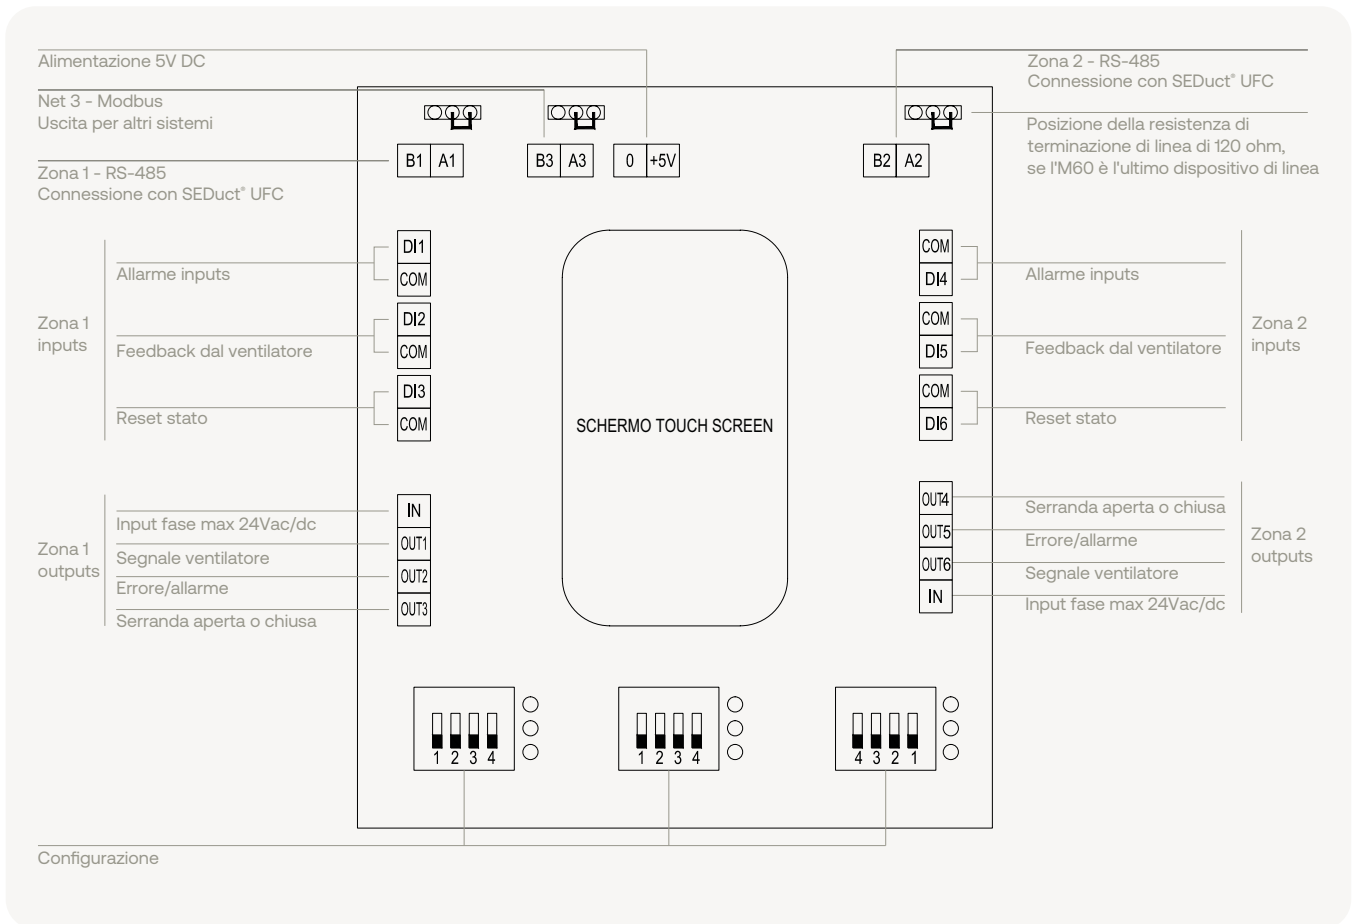 Alimentazione 5V DC
Net 3 - Modbus
Uscita per altri sistemi
Zona 1 - RS-485
Connessione con SEDuct® UFC
Zona 2 - RS-485
Connessione con SEDuct® UFC
Posizione della resistenza di
terminazione di linea di 120 ohm,
se l'M60 è l'ultimo dispositivo di linea
B1 A1
B3 A3
0 +5V
B2 A2
Zona 1
inputs
Allarme inputs
Feedback dal ventilatore
Reset stato
DI1
COM
DI2
COM
DI3
COM
SCHERMO TOUCH SCREEN
COM
DI4
COM
DI5
COM
DI6
Allarme inputs
Feedback dal ventilatore
Reset stato
Zona 2
inputs
Zona 1
outputs
Input fase max 24Vac/dc
Segnale ventilatore
Errore/allarme
Serranda aperta o chiusa
IN
OUT1
OUT2
OUT3
OUT4
OUT5
OUT6
IN
Serranda aperta o chiusa
Errore/allarme
Segnale ventilatore
Input fase max 24Vac/dc
Zona 2
outputs
1 2 3 4
1 2 3 4
4 3 2 1
Configurazione